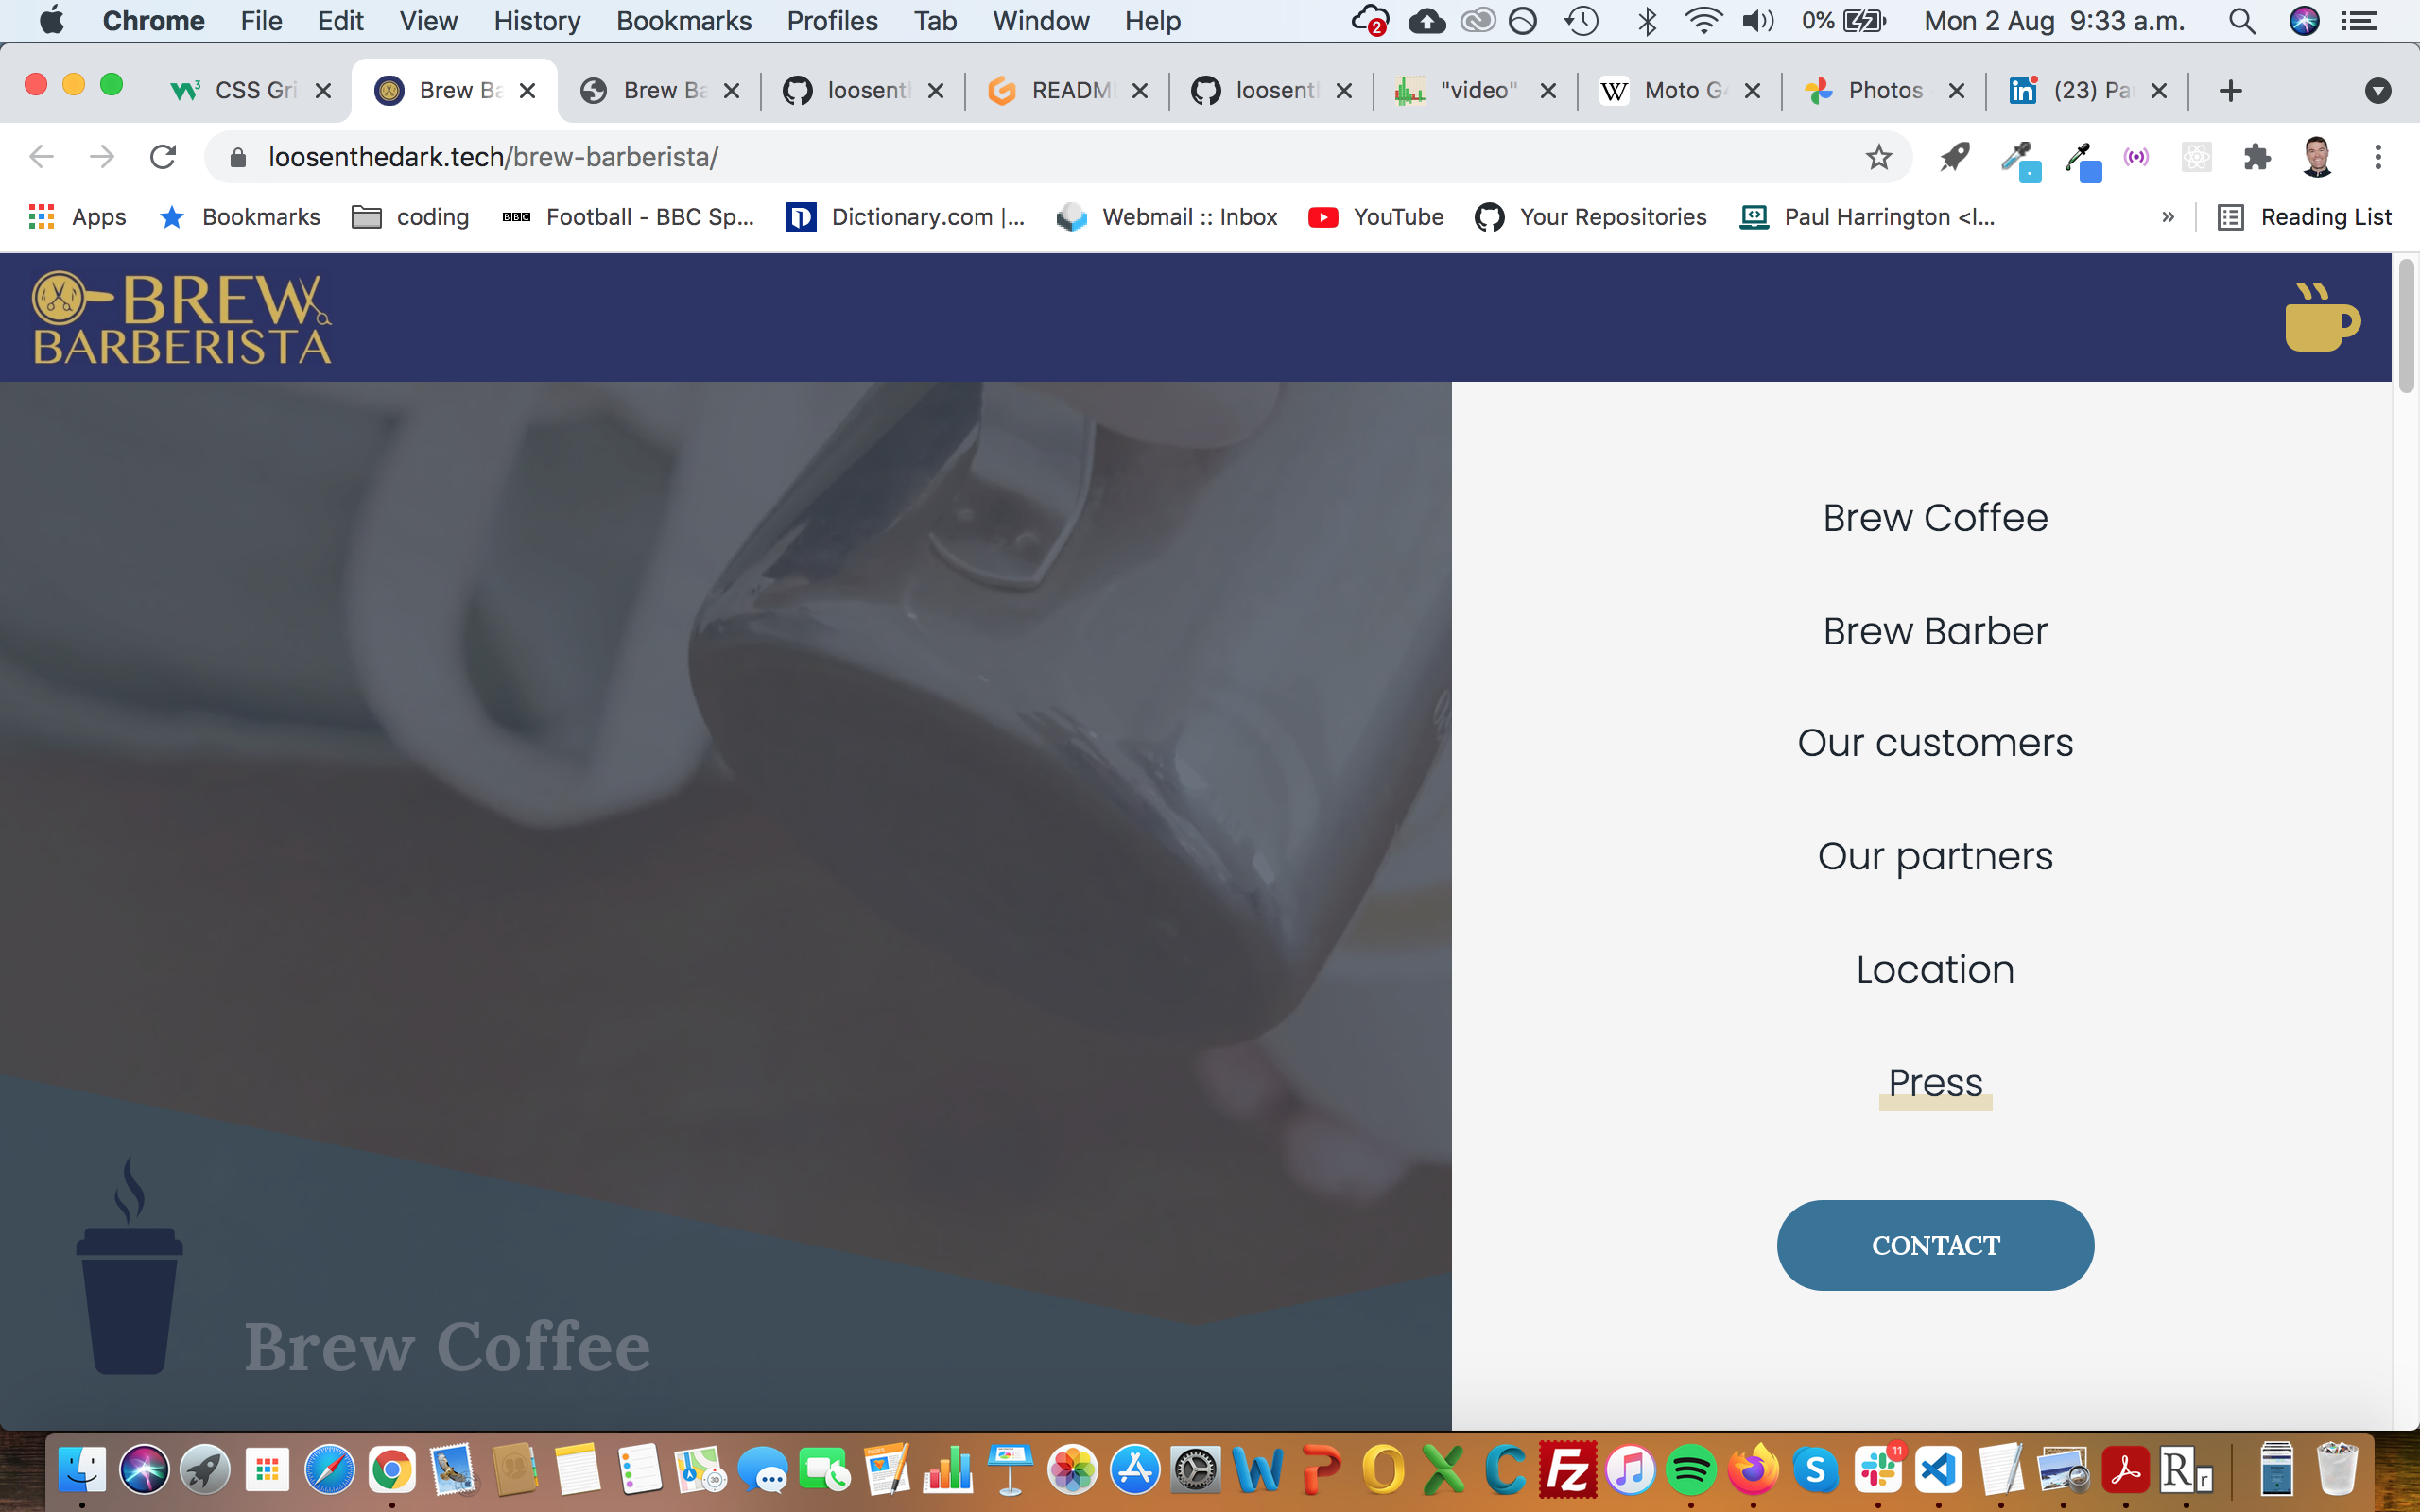 Chrome File Edit View History Bookmarks Profiles Tab Window Help 2 0% Mon 2 Aug 9:33 a.m.
CSS Gri Brew Ba Brew Ba loosent READM loosent "video" Moto G Photos (23) Pa
loosenthedark.tech/brew-barberista/
Apps Bookmarks coding BBC Football - BBC Sp... Dictionary.com |... Webmail :: Inbox YouTube Your Repositories Paul Harrington <l... » Reading List
BREW
BARBERISTA
Brew Coffee
Brew Barber
Our customers
Our partners
Location
Press
CONTACT
Brew Coffee
11